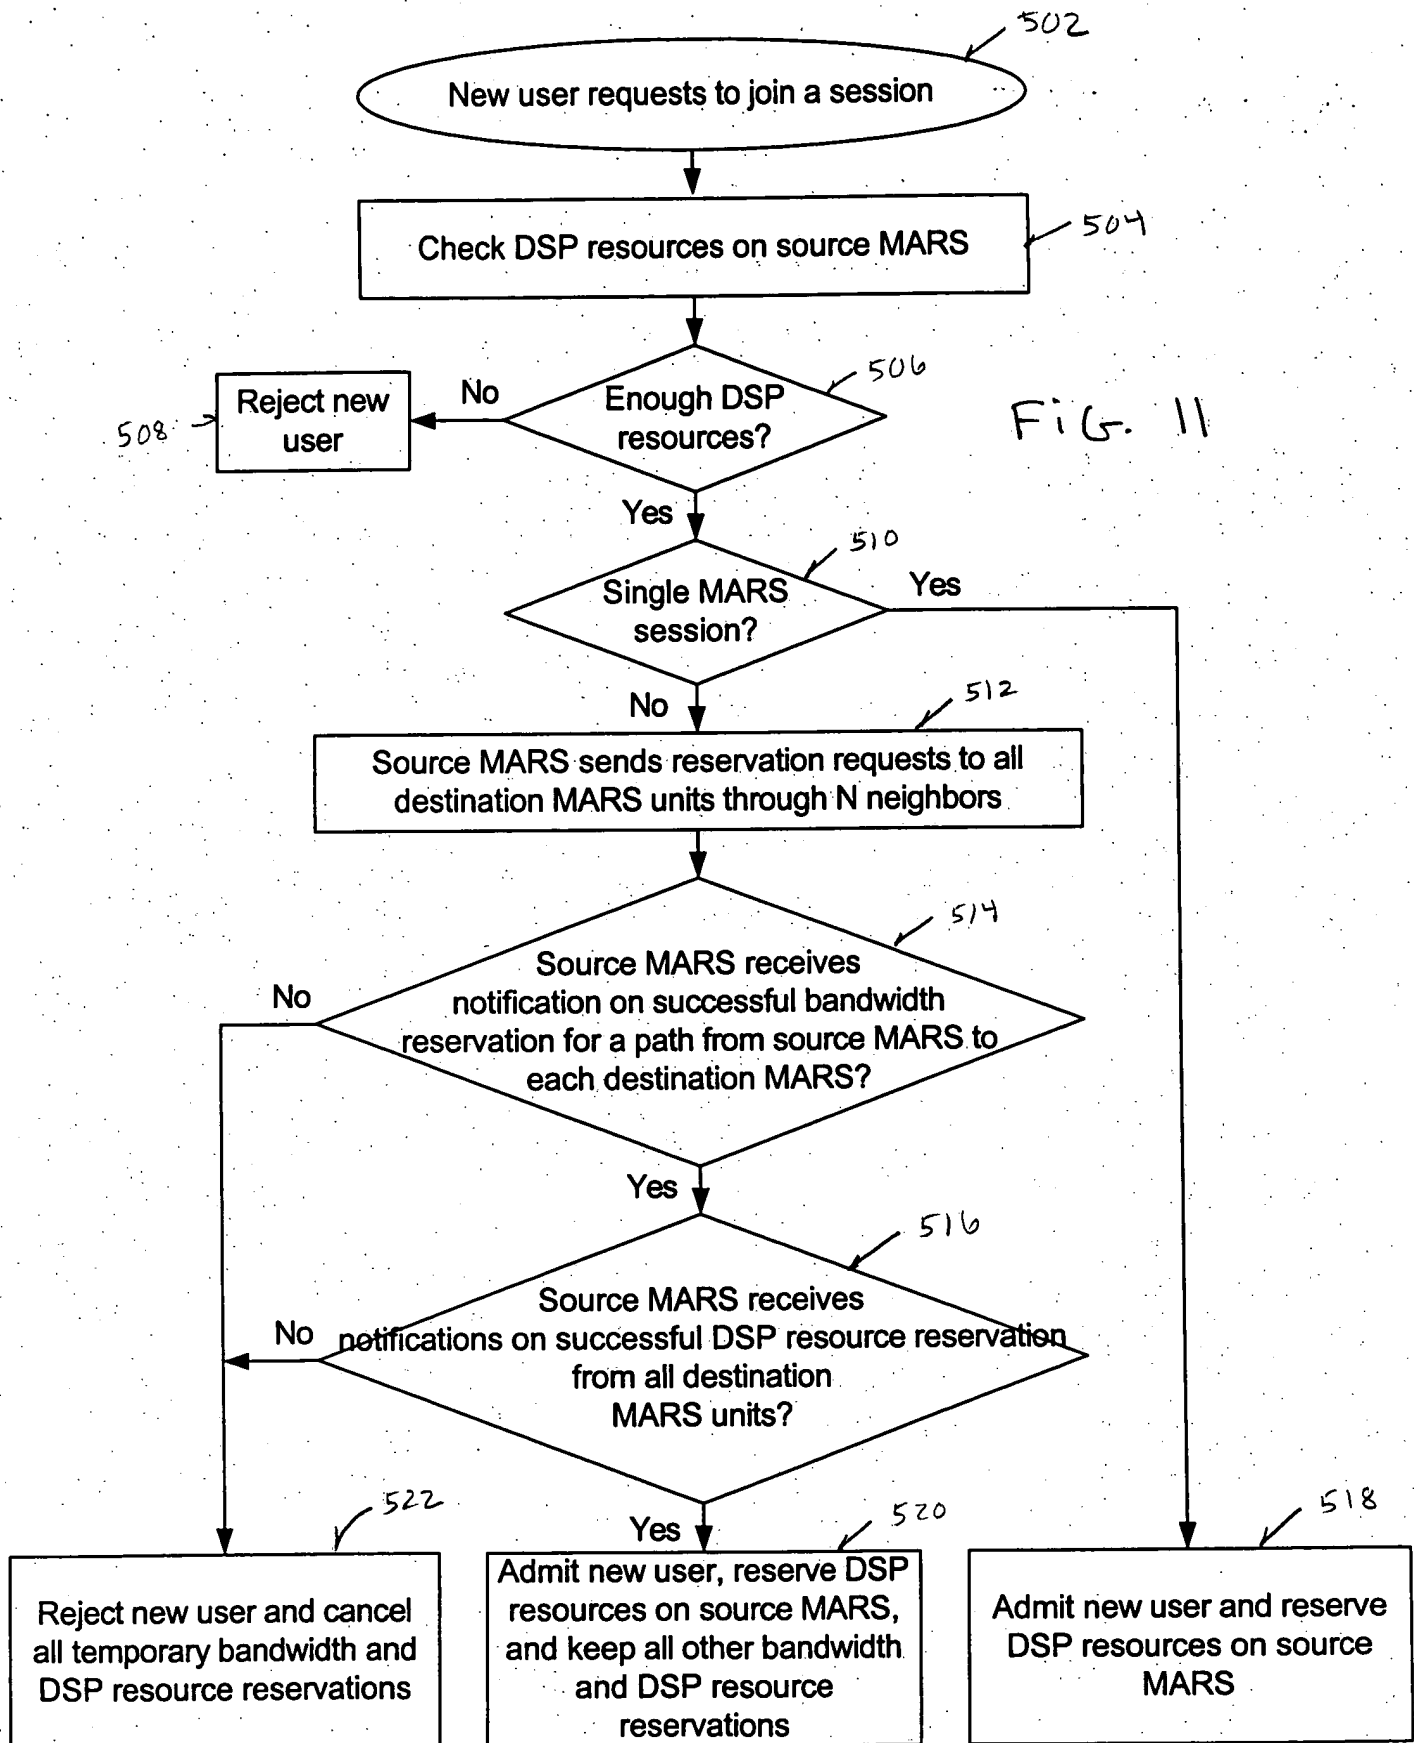 502
New user requests to join a session
504
Check DSP resources on source MARS
506
No
Enough DSP
resources?
Reject new
user
508
FiG. 11
Yes
510
Single MARS
session?
Yes
No
512
Source MARS sends reservation requests to all
destination MARS units through N neighbors
514
Source MARS receives
notification on successful bandwidth
reservation for a path from source MARS to
each destination MARS?
No
Yes
516
Source MARS receives
notifications on successful DSP resource reservation
from all destination
MARS units?
No
Yes
522
520
518
Reject new user and cancel
all temporary bandwidth and
DSP resource reservations
Admit new user, reserve DSP
resources on source MARS,
and keep all other bandwidth
and DSP resource
reservations
Admit new user and reserve
DSP resources on source
MARS